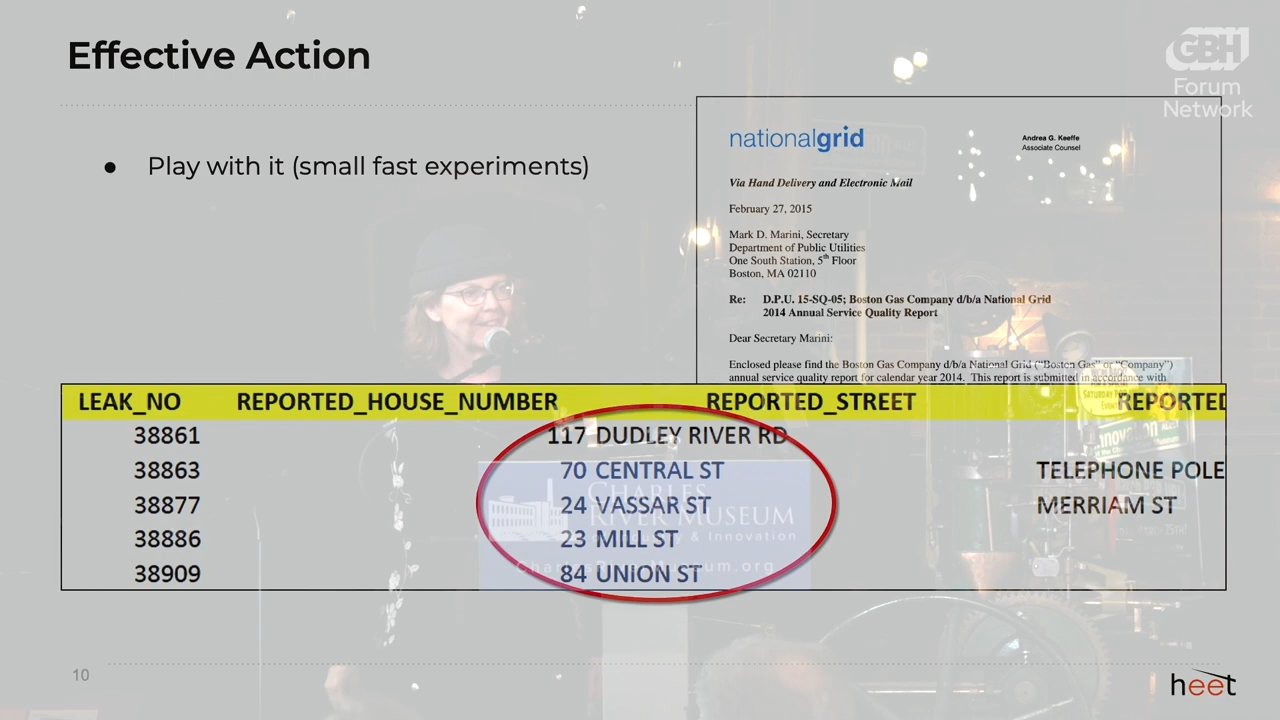 Effective Action
GBH
Forum
Network
● Play with it (small fast experiments)
nationalgrid
Andrea G. Keeffe
Associate Counsel
Via Hand Delivery and Electronic Mail
February 27, 2015
Mark D. Marini, Secretary
Department of Public Utilities
One South Station, 5th Floor
Boston, MA 02110
Re: D.P.U. 15-SQ-05; Boston Gas Company d/b/a National Grid
2014 Annual Service Quality Report
Dear Secretary Marini:
Enclosed please find the Boston Gas Company d/b/a National Grid (“Boston Gas” or “Company”)
annual service quality report for calendar year 2014. This report is submitted in accordance with
LEAK_NO REPORTED_HOUSE_NUMBER REPORTED_STREET REPORTED
38861 117 DUDLEY RIVER RD
38863 70 CENTRAL ST TELEPHONE POLE
38877 24 VASSAR ST MERRIAM ST
38886 23 MILL ST
38909 84 UNION ST
CHARLES
RIVER MUSEUM
& Innovation
CharlesRiverMuseum.org
10
heet